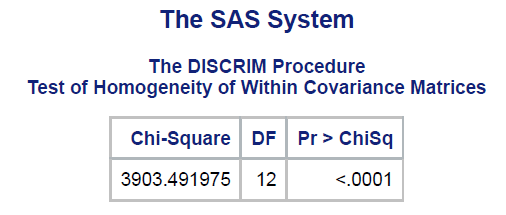 The SAS System
The DISCRIM Procedure
Test of Homogeneity of Within Covariance Matrices
Chi-Square DF Pr > ChiSq
3903.491975 12 <.0001